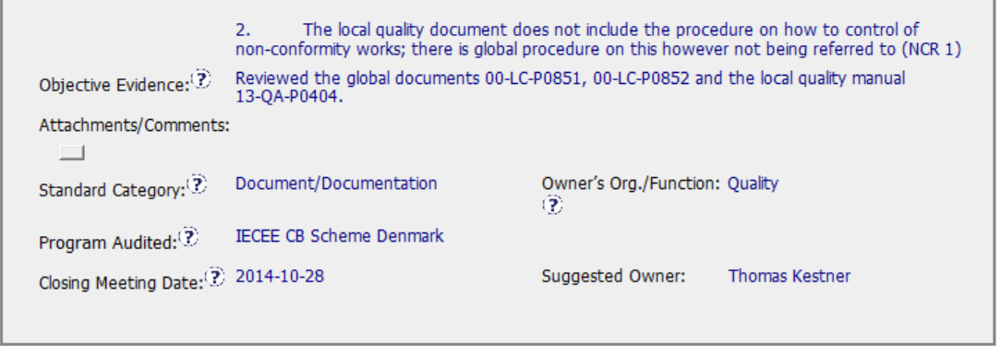 2. The local quality document does not include the procedure on how to control of
non-conformity works; there is global procedure on this however not being referred to (NCR 1)
Objective Evidence: ? Reviewed the global documents 00-LC-P0851, 00-LC-P0852 and the local quality manual
13-QA-P0404.
Attachments/Comments:
Standard Category: ? Document/Documentation Owner's Org./Function: Quality
?
Program Audited: ? IECEE CB Scheme Denmark
Closing Meeting Date: ? 2014-10-28 Suggested Owner: Thomas Kestner